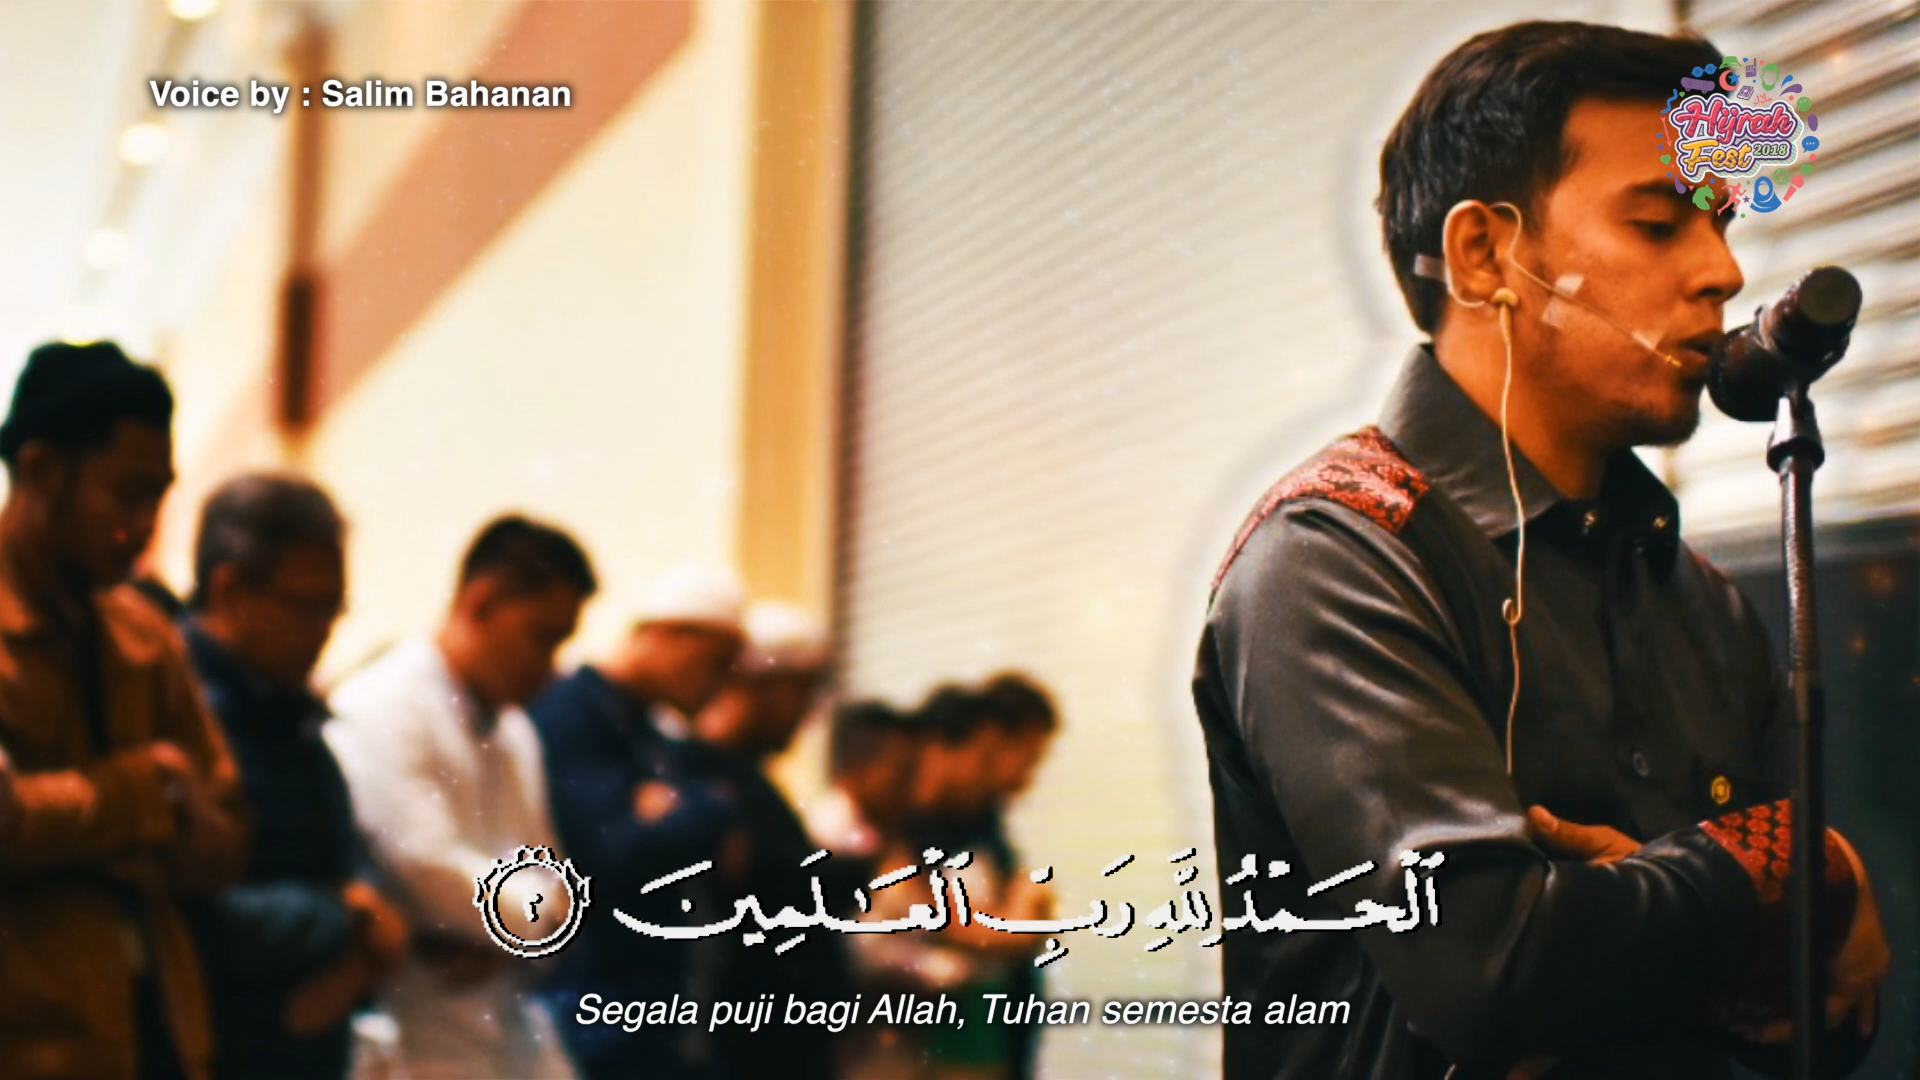 Voice by : Salim Bahanan
Hijrah
Fest 2018
ٱلْحَمْدُ لِلَّهِ رَبِّ ٱلْعَـٰلَمِينَ ٢
Segala puji bagi Allah, Tuhan semesta alam